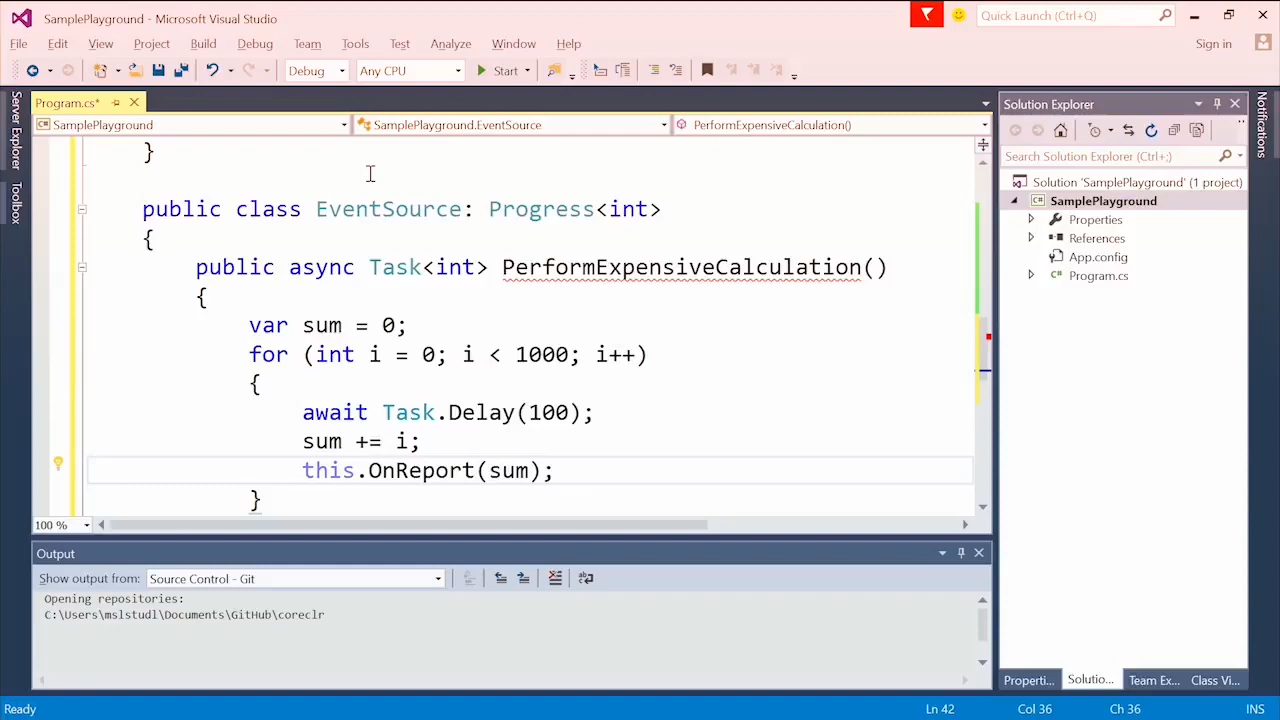 SamplePlayground - Microsoft Visual Studio
Quick Launch (Ctrl+Q)
File Edit View Project Build Debug Team Tools Test Analyze Window Help
Sign in
Debug Any CPU Start
Server Explorer
Toolbox
Program.cs*
SamplePlayground SamplePlayground.EventSource PerformExpensiveCalculation()
}
public class EventSource: Progress<int>
{
public async Task<int> PerformExpensiveCalculation()
{
var sum = 0;
for (int i = 0; i < 1000; i++)
{
await Task.Delay(100);
sum += i;
this.OnReport(sum);
}
100 %
Output
Show output from: Source Control - Git
Opening repositories:
C:\Users\mslstudl\Documents\GitHub\coreclr
Solution Explorer
Search Solution Explorer (Ctrl+;)
Solution 'SamplePlayground' (1 project)
SamplePlayground
Properties
References
App.config
C# Program.cs
Properti... Solutio... Team Ex... Class Vi...
Notifications
Ready Ln 42 Col 36 Ch 36 INS